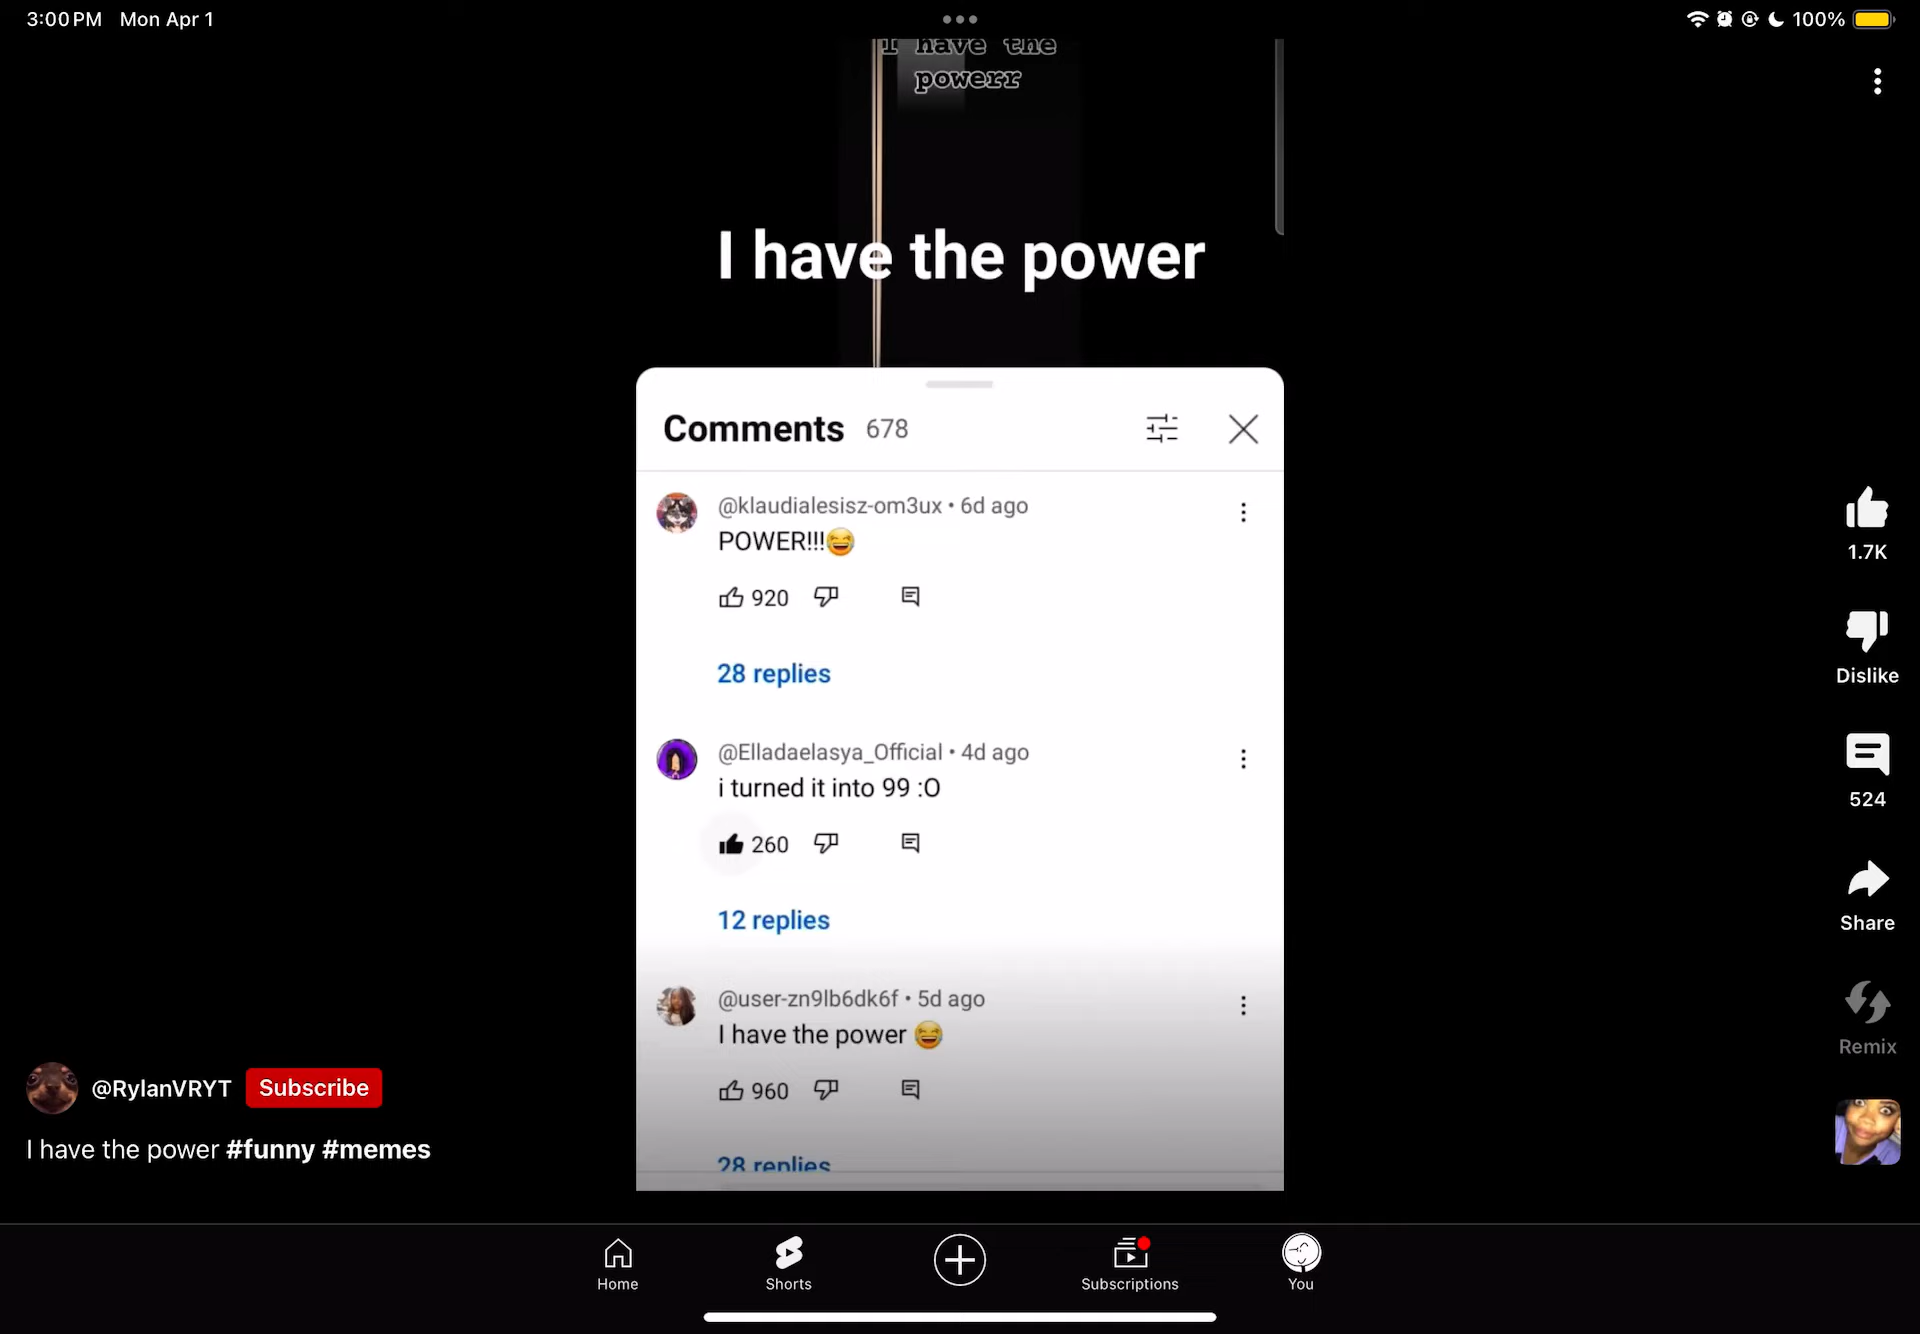 3:00 PM Mon Apr 1
100%
I have the
powerr
I have the power
Comments 678
@klaudialesisz-om3ux • 6d ago
POWER!!!😆
920
28 replies
@Elladaelasya_Official • 4d ago
i turned it into 99 :O
260
12 replies
@user-zn9lb6dk6f • 5d ago
I have the power 😆
960
28 replies
1.7K
Dislike
524
Share
Remix
@RylanVRYT Subscribe
I have the power #funny #memes
Home Shorts Subscriptions You